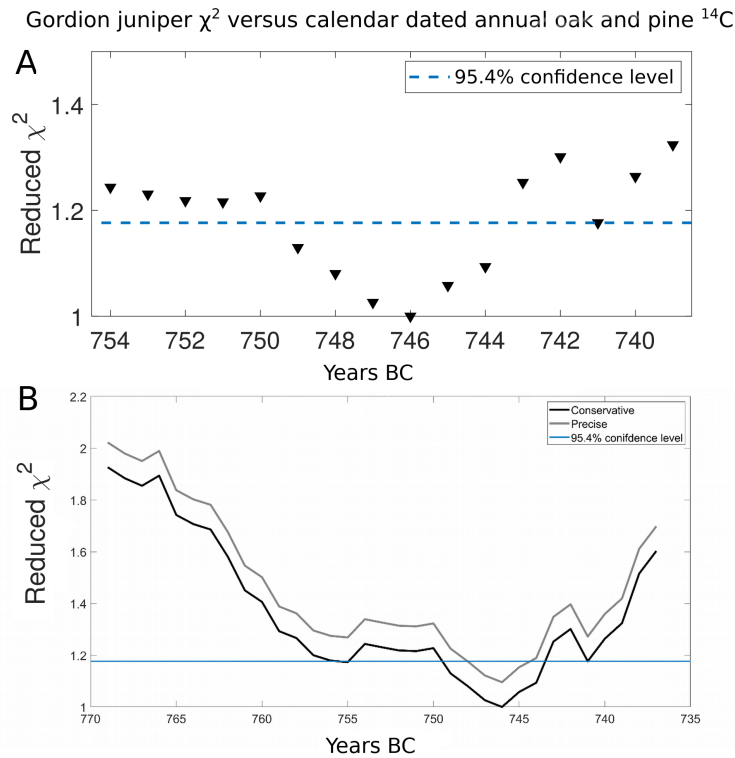 Gordon juniper χ² versus calendar dated annual oak and pine ¹⁴C
A
95.4% confidence level
Reduced χ²
1.4
1.2
1
754 752 750 748 746 744 742 740
Years BC
B
Conservative
Precise
95.4% conifdence level
Reduced χ²
2.2
2
1.8
1.6
1.4
1.2
1
770 765 760 755 750 745 740 735
Years BC